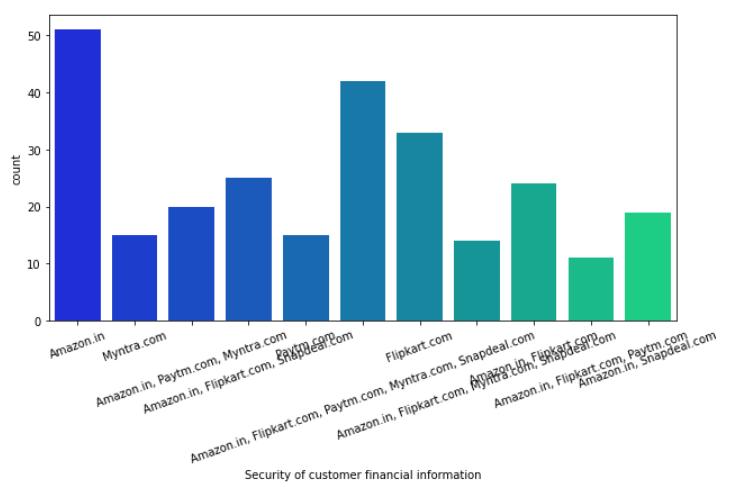 50
40
30
20
10
0
count
Amazon.in
Myntra.com
Amazon.in, Paytm.com, Myntra.com
Amazon.in, Flipkart.com, Snapdeal.com
Paytm.com
Amazon.in, Flipkart.com, Paytm.com, Myntra.com, Snapdeal.com
Flipkart.com
Amazon.in, Flipkart.com, Myntra.com, Snapdeal.com
Amazon.in, Flipkart.com
Amazon.in, Flipkart.com, Paytm.com
Amazon.in, Snapdeal.com
Security of customer financial information